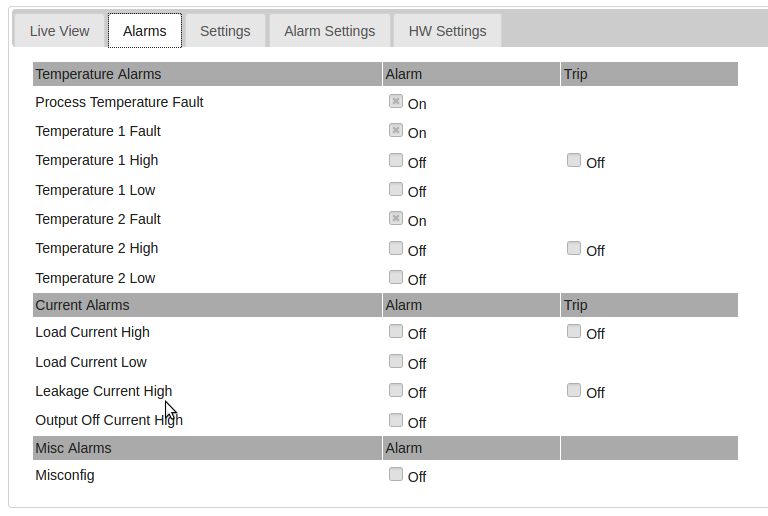 Live View Alarms Settings Alarm Settings HW Settings
Temperature Alarms Alarm Trip
Process Temperature Fault On
Temperature 1 Fault On
Temperature 1 High Off Off
Temperature 1 Low Off
Temperature 2 Fault On
Temperature 2 High Off Off
Temperature 2 Low Off
Current Alarms Alarm Trip
Load Current High Off Off
Load Current Low Off
Leakage Current High Off Off
Output Off Current High Off
Misc Alarms Alarm
Misconfig Off